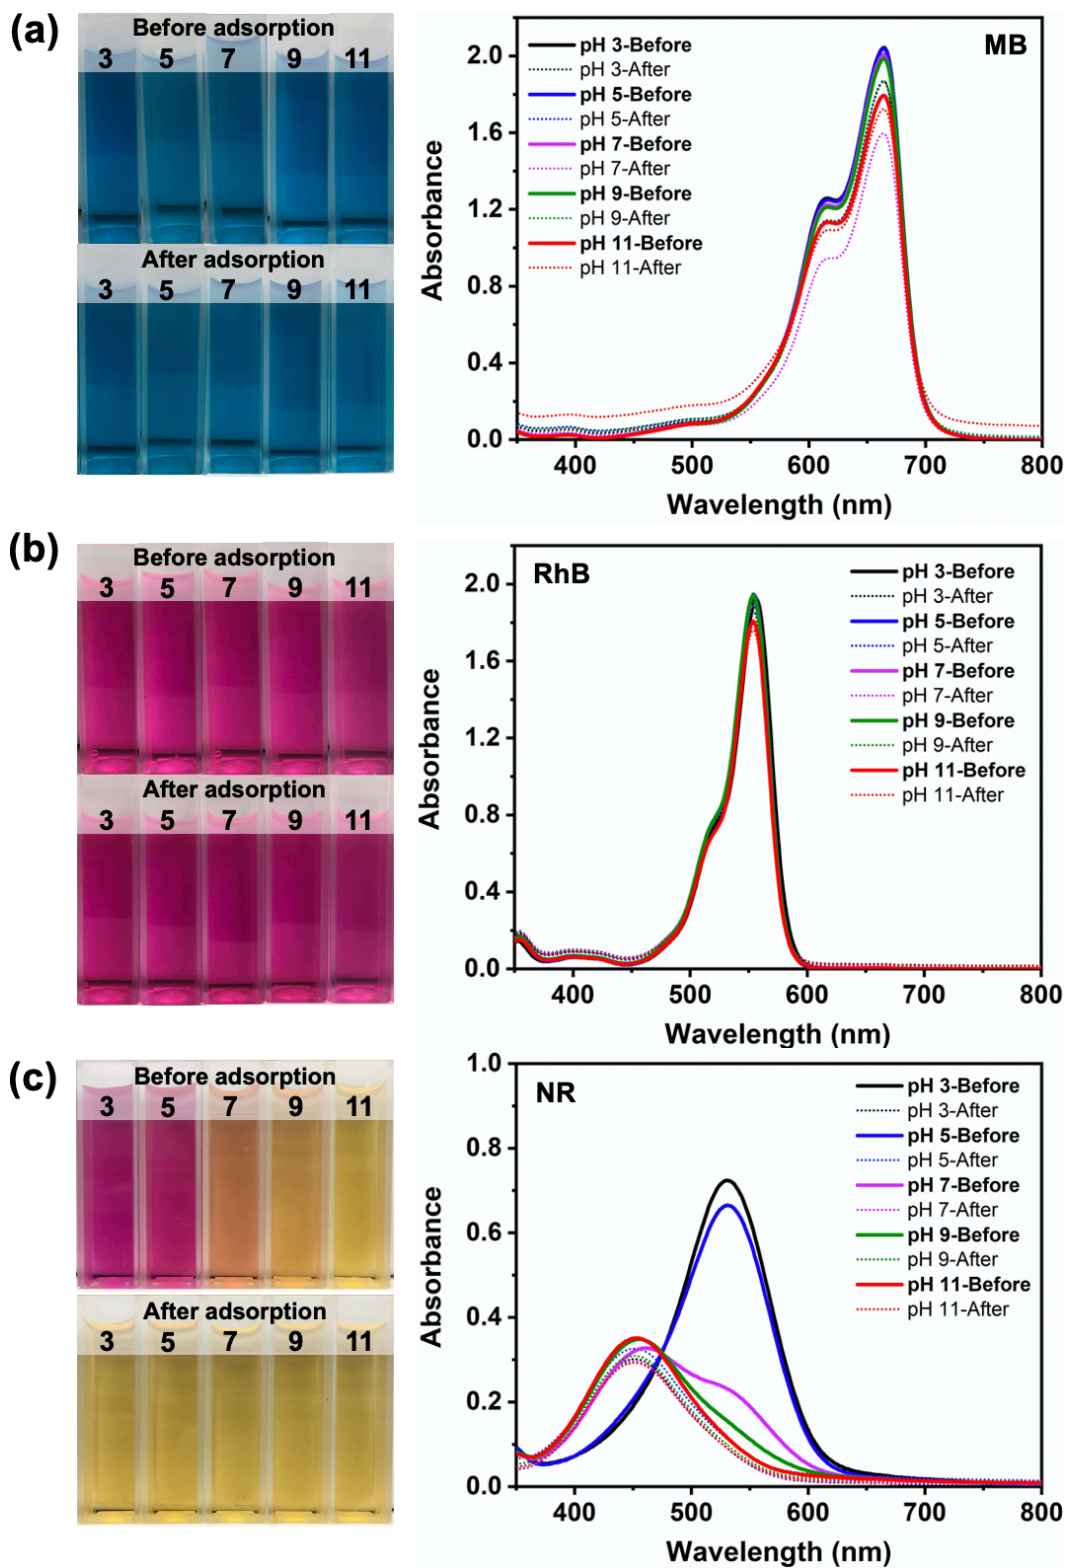 (a)
Before adsorption
3 5 7 9 11
After adsorption
3 5 7 9 11
MB
pH 3-Before
pH 3-After
pH 5-Before
pH 5-After
pH 7-Before
pH 7-After
pH 9-Before
pH 9-After
pH 11-Before
pH 11-After
Absorbance
2.0
1.6
1.2
0.8
0.4
0.0
400 500 600 700 800
Wavelength (nm)
(b)
Before adsorption
3 5 7 9 11
After adsorption
3 5 7 9 11
RhB
pH 3-Before
pH 3-After
pH 5-Before
pH 5-After
pH 7-Before
pH 7-After
pH 9-Before
pH 9-After
pH 11-Before
pH 11-After
Absorbance
2.0
1.6
1.2
0.8
0.4
0.0
400 500 600 700 800
Wavelength (nm)
(c)
Before adsorption
3 5 7 9 11
After adsorption
3 5 7 9 11
NR
pH 3-Before
pH 3-After
pH 5-Before
pH 5-After
pH 7-Before
pH 7-After
pH 9-Before
pH 9-After
pH 11-Before
pH 11-After
Absorbance
1.0
0.8
0.6
0.4
0.2
0.0
400 500 600 700 800
Wavelength (nm)